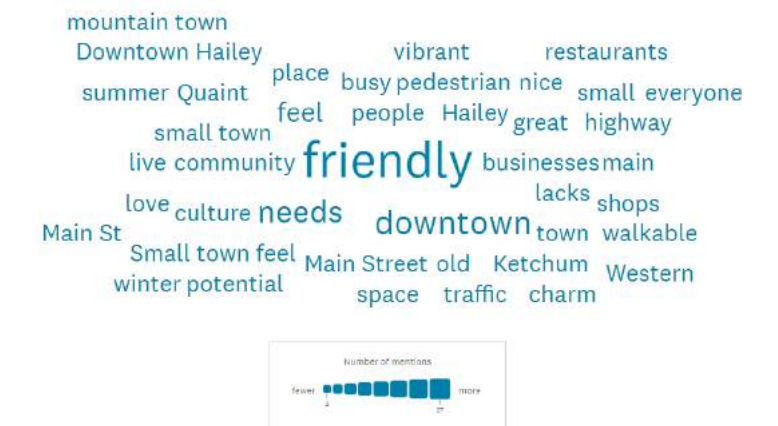 mountain town
Downtown Hailey vibrant restaurants
place busy pedestrian nice
summer Quaint small everyone
feel people Hailey great highway
small town
live community friendly businesses main
lacks
love culture needs downtown shops
Main St town walkable
Small town feel Main Street old Ketchum Western
winter potential
space traffic charm
Number of mentions
fewer more